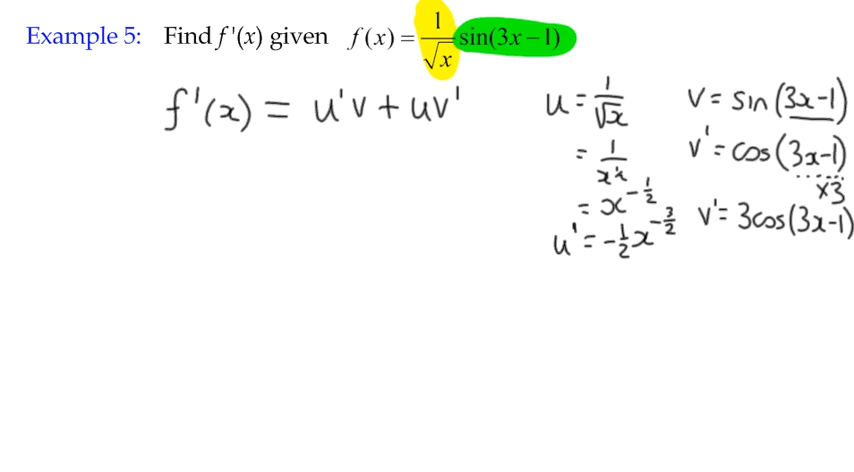 Example 5: Find f'(x) given f(x) = 1/√x sin(3x − 1)
f'(x) = u'v + uv'
u = 1/√x
= 1/x^½
= x^(-1/2)
u' = -½x^(-3/2)
v = sin(3x-1)
v' = cos(3x-1)
×3
v' = 3cos(3x-1)